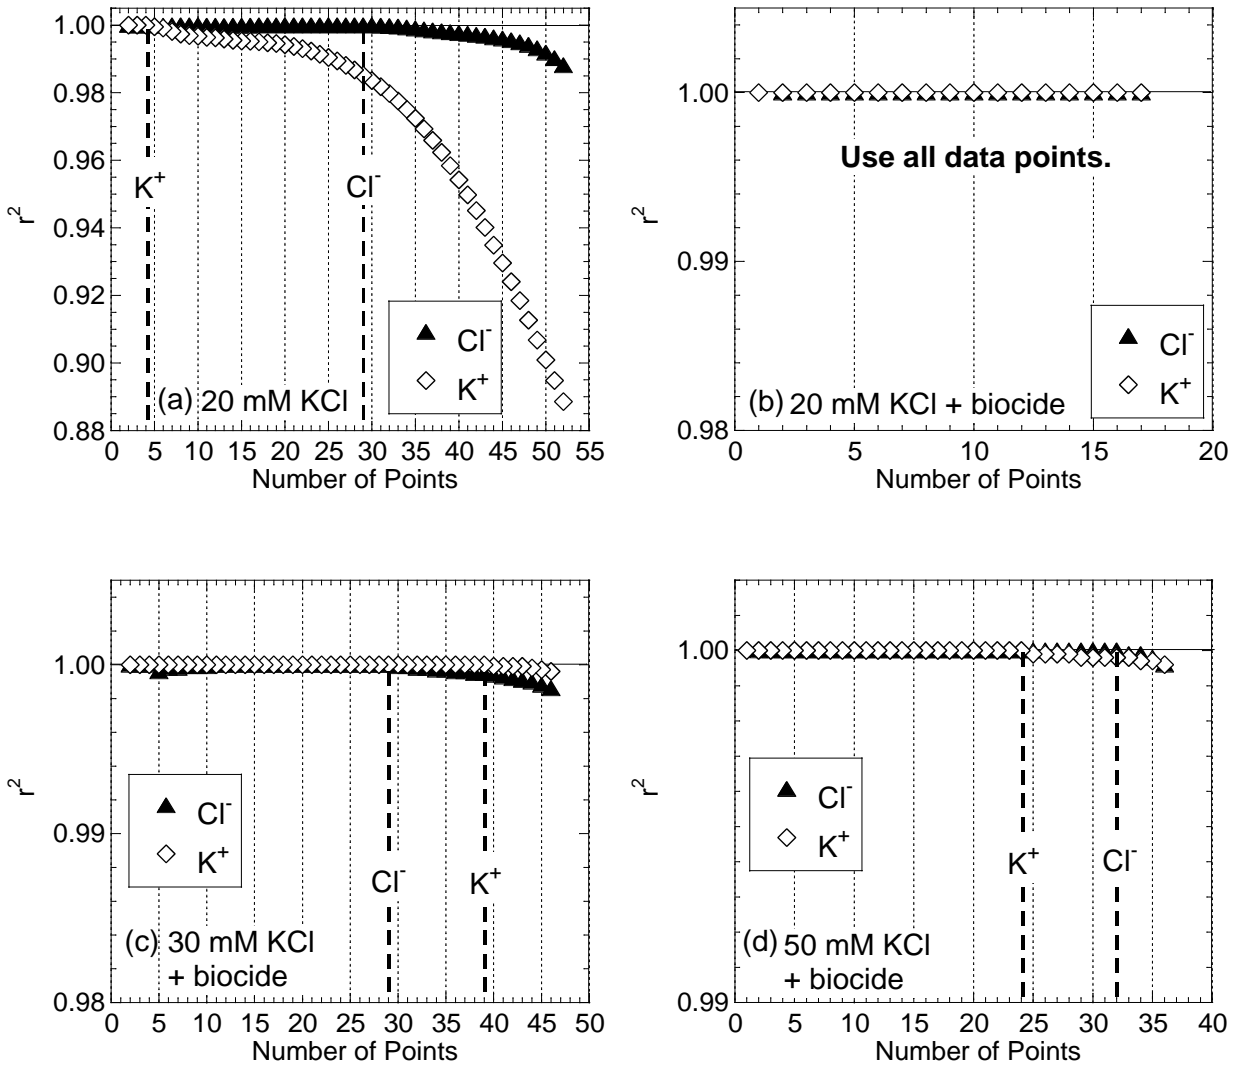 1.00
0.98
0.96
0.94
0.92
0.90
0.88
r²
K⁺
Cl⁻
Cl⁻
K⁺
(a) 20 mM KCl
0 5 10 15 20 25 30 35 40 45 50 55
Number of Points
1.00
0.99
0.98
r²
Use all data points.
Cl⁻
K⁺
(b) 20 mM KCl + biocide
0 5 10 15 20
Number of Points
1.00
0.99
0.98
r²
Cl⁻
K⁺
Cl⁻
K⁺
(c) 30 mM KCl
+ biocide
0 5 10 15 20 25 30 35 40 45 50
Number of Points
1.00
0.99
r²
Cl⁻
K⁺
K⁺
Cl⁻
(d) 50 mM KCl
+ biocide
0 5 10 15 20 25 30 35 40
Number of Points